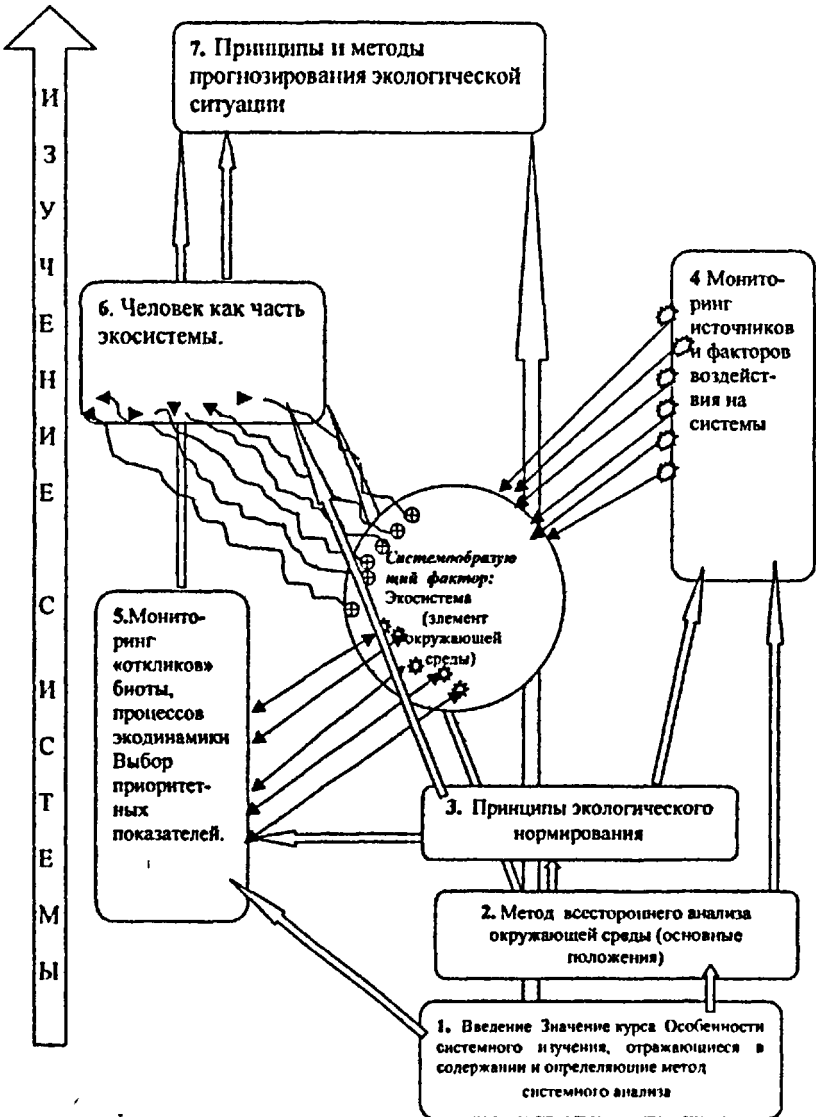 7. Принципы и методы
прогнозирования экологической
ситуации
ИЗУЧЕНИЕ СИСТЕМЫ
6. Человек как часть
экосистемы.
4 Монито-
ринг
источников
и факторов
воздейст-
вия на
системы
Системообразую
щий фактор:
Экосистема
(элемент
окружающей
среды)
5.Монито-
ринг
«откликов»
биоты,
процессов
экодинамики
Выбор
приоритет-
ных
показателей.
3. Принципы экологического
нормирования
2. Метод всестороннего анализа
окружающей среды (основные
положения)
1. Введение Значение курса Особенности
системного изучения, отражающиеся в
содержании и определяющие метод
системного анализа